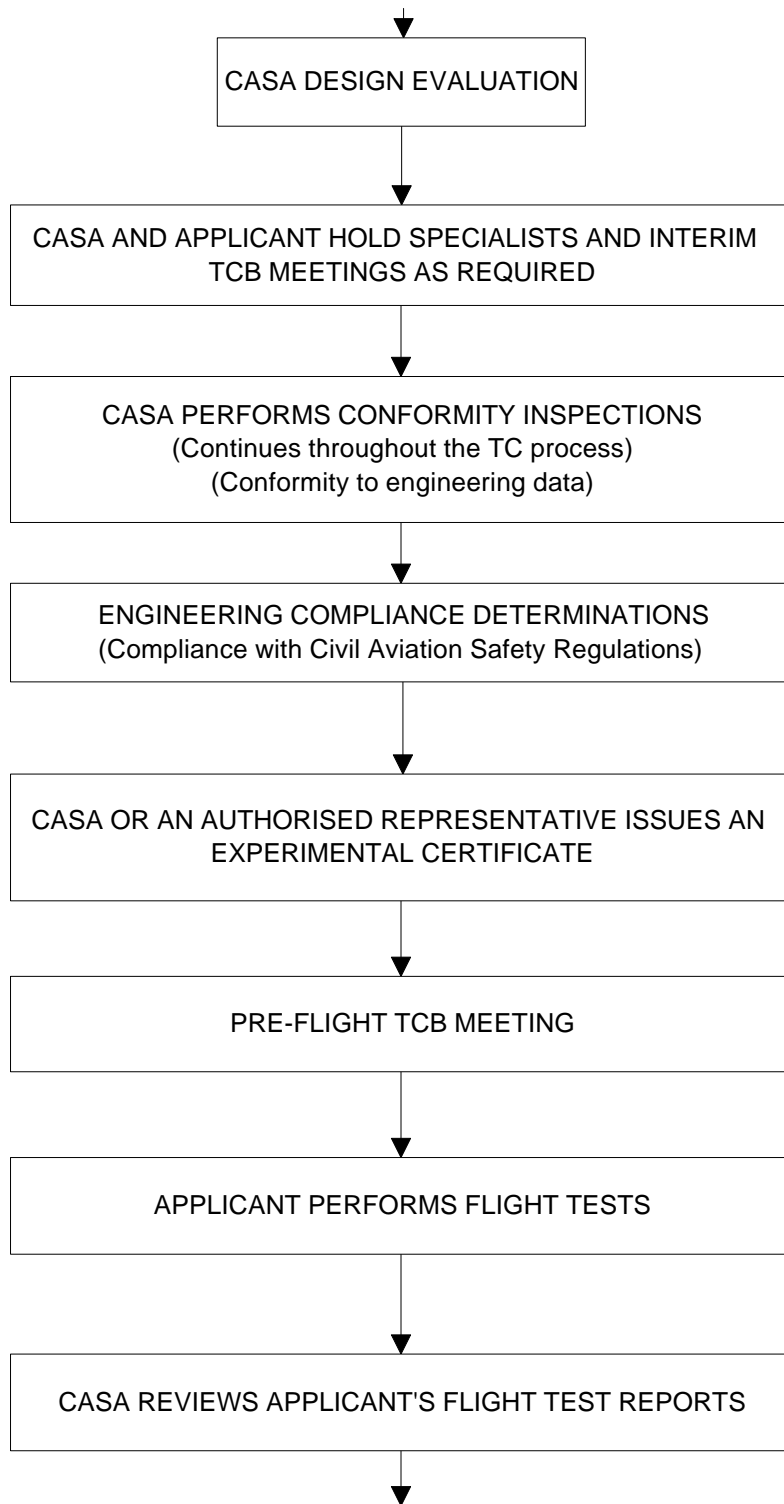 CASA DESIGN EVALUATION
CASA AND APPLICANT HOLD SPECIALISTS AND INTERIM
TCB MEETINGS AS REQUIRED
CASA PERFORMS CONFORMITY INSPECTIONS
(Continues throughout the TC process)
(Conformity to engineering data)
ENGINEERING COMPLIANCE DETERMINATIONS
(Compliance with Civil Aviation Safety Regulations)
CASA OR AN AUTHORISED REPRESENTATIVE ISSUES AN
EXPERIMENTAL CERTIFICATE
PRE-FLIGHT TCB MEETING
APPLICANT PERFORMS FLIGHT TESTS
CASA REVIEWS APPLICANT'S FLIGHT TEST REPORTS